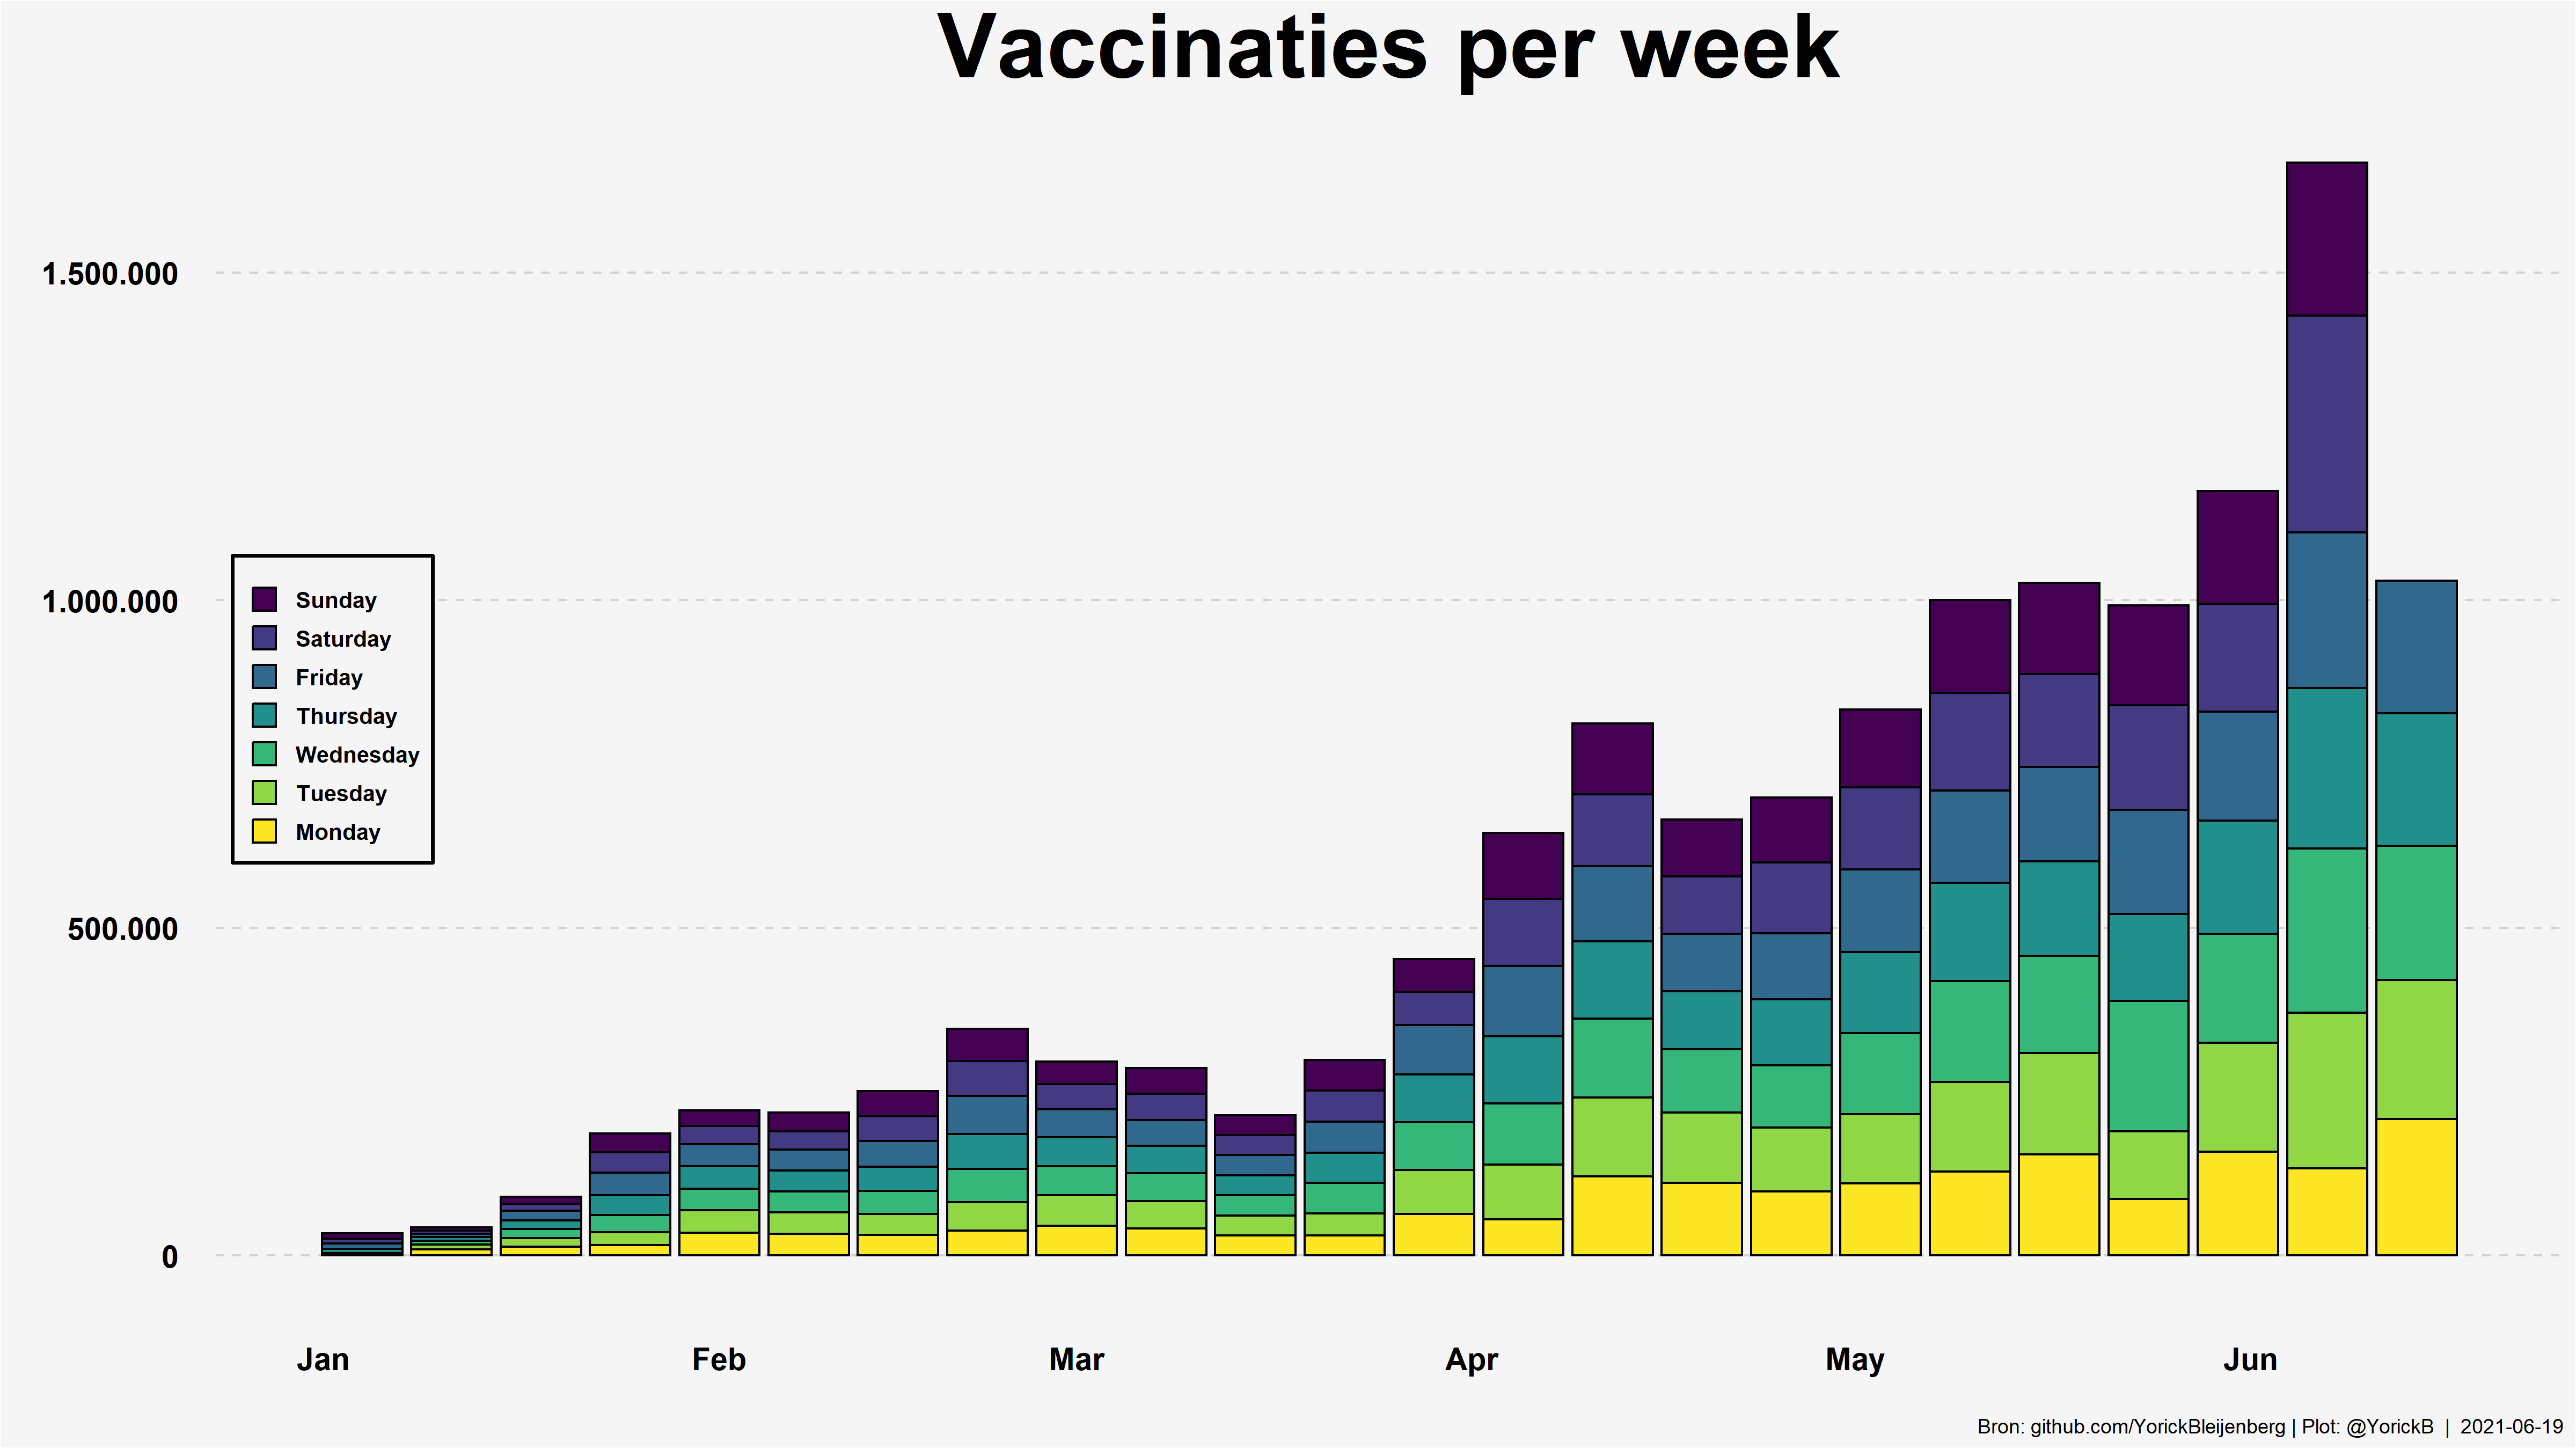 Vaccinaties per week
1.500.000
1.000.000
500.000
0
Sunday
Saturday
Friday
Thursday
Wednesday
Tuesday
Monday
Jan Feb Mar Apr May Jun
Bron: github.com/YorickBleijenberg | Plot: @YorickB | 2021-06-19